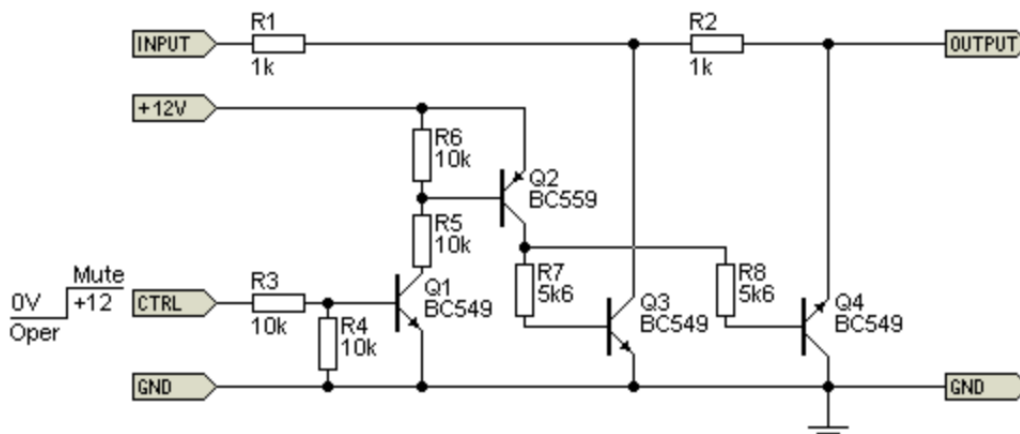 R1
R2
INPUT
OUTPUT
1k
1k
+12V
R6
10k
Q2
BC559
R5
10k
Mute
0V
+12
Oper
CTRL
R3
10k
R4
10k
Q1
BC549
R7
5k6
Q3
BC549
R8
5k6
Q4
BC549
GND
GND